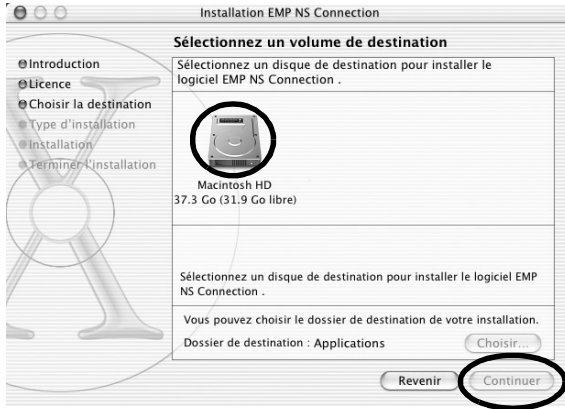 Installation EMP NS Connection
Sélectionnez un volume de destination
Introduction
Licence
Choisir la destination
Type d'installation
Installation
Terminer l'installation
Sélectionnez un disque de destination pour installer le
logiciel EMP NS Connection .
Macintosh HD
37.3 Go (31.9 Go libre)
Sélectionnez un disque de destination pour installer le logiciel EMP
NS Connection .
Vous pouvez choisir le dossier de destination de votre installation.
Dossier de destination : Applications
Choisir...
Revenir
Continuer